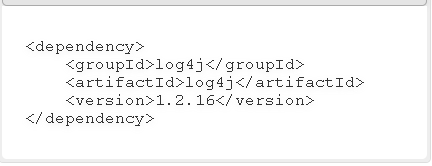 <dependency>
    <groupId>log4j</groupId>
    <artifactId>log4j</artifactId>
    <version>1.2.16</version>
</dependency>